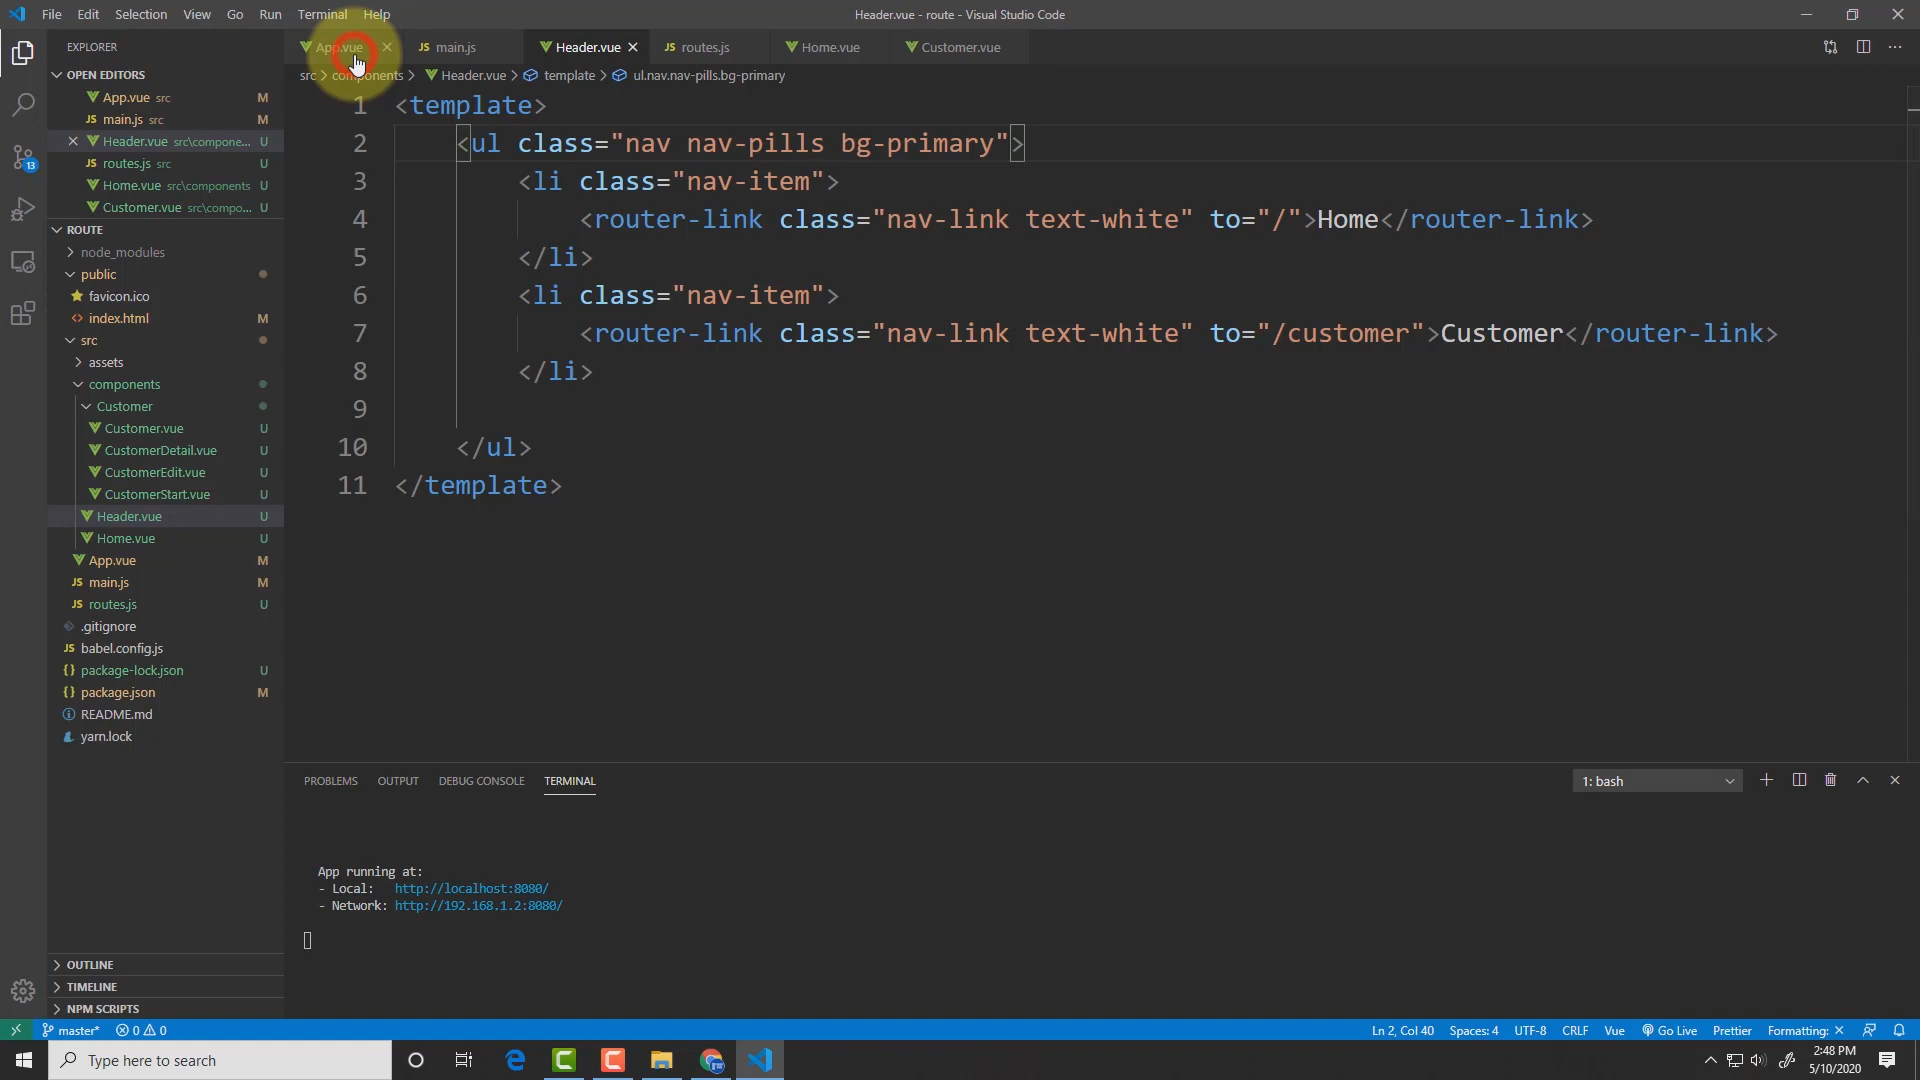 File Edit Selection View Go Run Terminal Help
Header.vue - route - Visual Studio Code
EXPLORER
App.vue
JS main.js
Header.vue
JS routes.js
Home.vue
Customer.vue
OPEN EDITORS
src > components > Header.vue > template > ul.nav.nav-pills.bg-primary
App.vue src M
JS main.js src M
Header.vue src\compone... U
JS routes.js src U
Home.vue src\components U
Customer.vue src\compo... U
13
ROUTE
node_modules
public
favicon.ico
index.html M
src
assets
components
Customer
Customer.vue U
CustomerDetail.vue U
CustomerEdit.vue U
CustomerStart.vue U
Header.vue U
Home.vue U
App.vue M
JS main.js M
JS routes.js U
.gitignore
JS babel.config.js
{} package-lock.json U
{} package.json M
README.md
yarn.lock
OUTLINE
TIMELINE
NPM SCRIPTS
1 <template>
2 <ul class="nav nav-pills bg-primary">
3 <li class="nav-item">
4 <router-link class="nav-link text-white" to="/">Home</router-link>
5 </li>
6 <li class="nav-item">
7 <router-link class="nav-link text-white" to="/customer">Customer</router-link>
8 </li>
9
10 </ul>
11 </template>
PROBLEMS OUTPUT DEBUG CONSOLE TERMINAL
1: bash
App running at:
- Local: http://localhost:8080/
- Network: http://192.168.1.2:8080/
master* 0 0
Ln 2, Col 40 Spaces: 4 UTF-8 CRLF Vue Go Live Prettier Formatting: ×
Type here to search
2:48 PM
5/10/2020